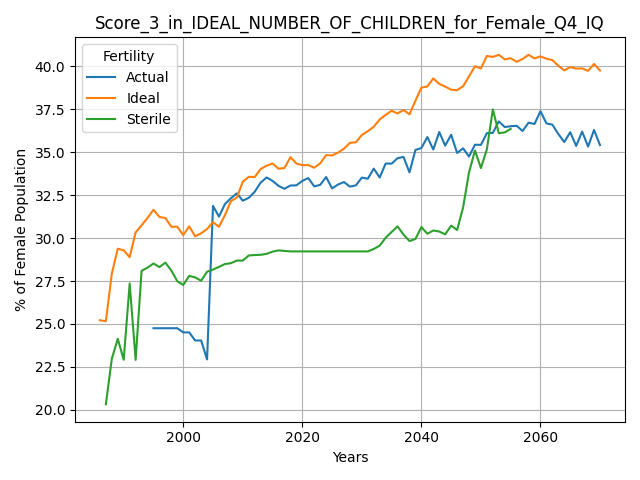 Score_3_in_IDEAL_NUMBER_OF_CHILDREN_for_Female_Q4_IQ
Fertility
Actual
Ideal
Sterile
% of Female Population
40.0
37.5
35.0
32.5
30.0
27.5
25.0
22.5
20.0
2000
2020
2040
2060
Years